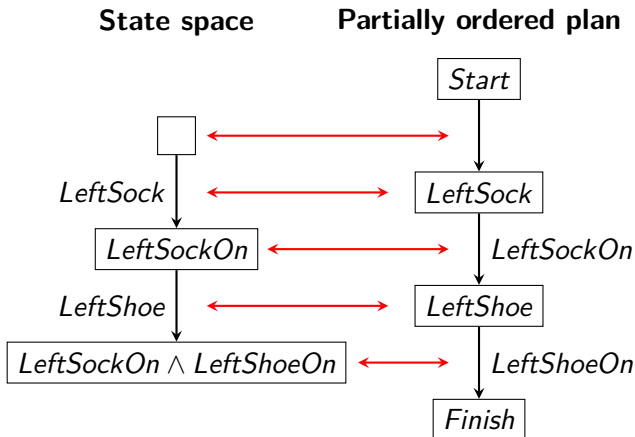 State space
Partially ordered plan
Start
LeftSock
LeftSock
LeftSockOn
LeftSockOn
LeftShoe
LeftShoe
LeftSockOn ∧ LeftShoeOn
LeftShoeOn
Finish